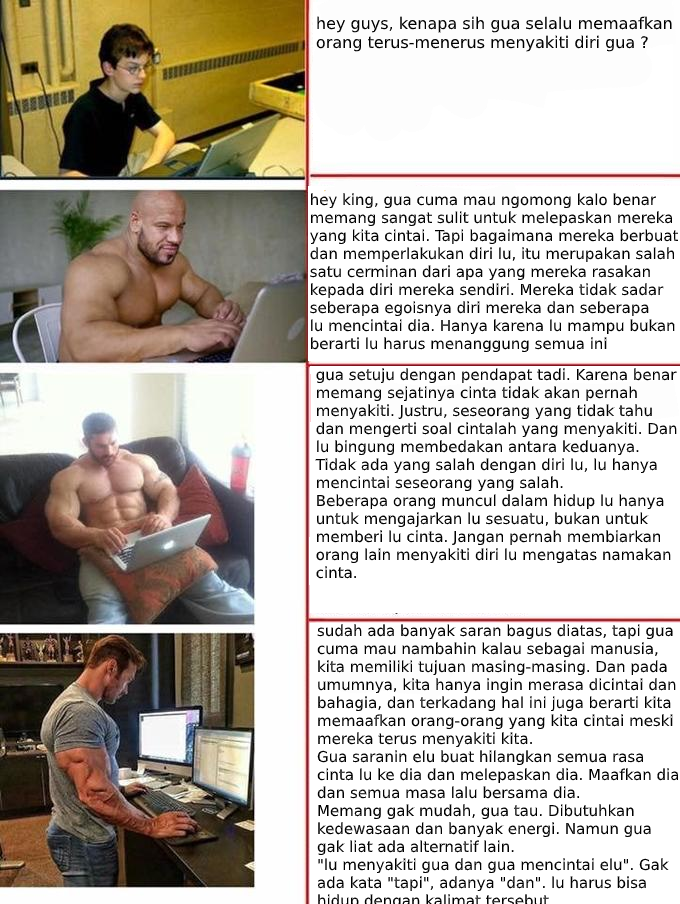 hey guys, kenapa sih gua selalu memaafkan
orang terus-menerus menyakiti diri gua ?
hey king, gua cuma mau ngomong kalo benar
memang sangat sulit untuk melepaskan mereka
yang kita cintai. Tapi bagaimana mereka berbuat
dan memperlakukan diri lu, itu merupakan salah
satu cerminan dari apa yang mereka rasakan
kepada diri mereka sendiri. Mereka tidak sadar
seberapa egoisnya diri mereka dan seberapa
lu mencintai dia. Hanya karena lu mampu bukan
berarti lu harus menanggung semua ini
gua setuju dengan pendapat tadi. Karena benar
memang sejatinya cinta tidak akan pernah
menyakiti. Justru, seseorang yang tidak tahu
dan mengerti soal cintalah yang menyakiti. Dan
lu bingung membedakan antara keduanya.
Tidak ada yang salah dengan diri lu, lu hanya
mencintai seseorang yang salah.
Beberapa orang muncul dalam hidup lu hanya
untuk mengajarkan lu sesuatu, bukan untuk
memberi lu cinta. Jangan pernah membiarkan
orang lain menyakiti diri lu mengatas namakan
cinta.
sudah ada banyak saran bagus diatas, tapi gua
cuma mau nambahin kalau sebagai manusia,
kita memiliki tujuan masing-masing. Dan pada
umumnya, kita hanya ingin merasa dicintai dan
bahagia, dan terkadang hal ini juga berarti kita
memaafkan orang-orang yang kita cintai meski
mereka terus menyakiti kita.
Gua saranin elu buat hilangkan semua rasa
cinta lu ke dia dan melepaskan dia. Maafkan dia
dan semua masa lalu bersama dia.
Memang gak mudah, gua tau. Dibutuhkan
kedewasaan dan banyak energi. Namun gua
gak liat ada alternatif lain.
"lu menyakiti gua dan gua mencintai elu". Gak
ada kata "tapi", adanya "dan". lu harus bisa
hidup dengan kalimat tersebut